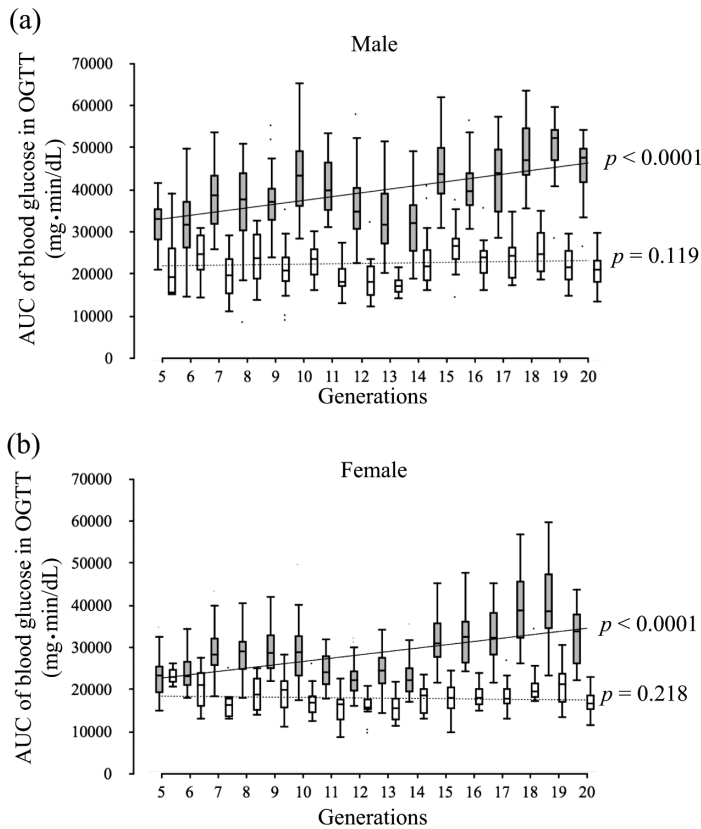 (a)
Male
AUC of blood glucose in OGTT
(mg•min/dL)
70000
60000
50000
40000
30000
20000
10000
0
p < 0.0001
p = 0.119
5 6 7 8 9 10 11 12 13 14 15 16 17 18 19 20
Generations
(b)
Female
AUC of blood glucose in OGTT
(mg•min/dL)
70000
60000
50000
40000
30000
20000
10000
0
p < 0.0001
p = 0.218
5 6 7 8 9 10 11 12 13 14 15 16 17 18 19 20
Generations